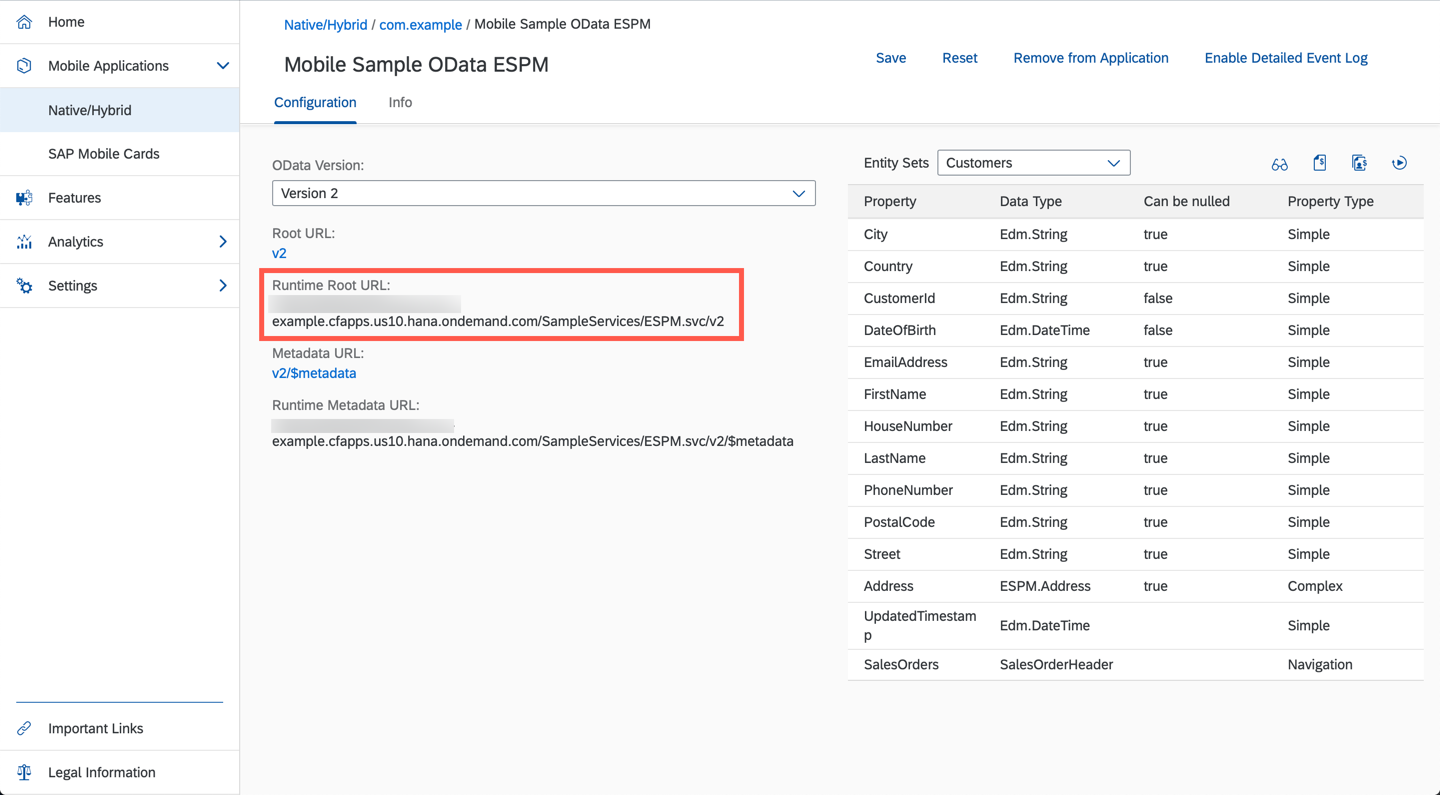 Home
Mobile Applications
Native/Hybrid
SAP Mobile Cards
Features
Analytics
Settings
Important Links
Legal Information
Native/Hybrid / com.example / Mobile Sample OData ESPM
Mobile Sample OData ESPM
Save Reset Remove from Application Enable Detailed Event Log
Configuration Info
OData Version:
Version 2
Root URL:
v2
Runtime Root URL:
example.cfapps.us10.hana.ondemand.com/SampleServices/ESPM.svc/v2
Metadata URL:
v2/$metadata
Runtime Metadata URL:
example.cfapps.us10.hana.ondemand.com/SampleServices/ESPM.svc/v2/$metadata
Entity Sets Customers
Property Data Type Can be nulled Property Type
City Edm.String true Simple
Country Edm.String true Simple
CustomerId Edm.String false Simple
DateOfBirth Edm.DateTime false Simple
EmailAddress Edm.String true Simple
FirstName Edm.String true Simple
HouseNumber Edm.String true Simple
LastName Edm.String true Simple
PhoneNumber Edm.String true Simple
PostalCode Edm.String true Simple
Street Edm.String true Simple
Address ESPM.Address true Complex
UpdatedTimestam
p Edm.DateTime Simple
SalesOrders SalesOrderHeader Navigation